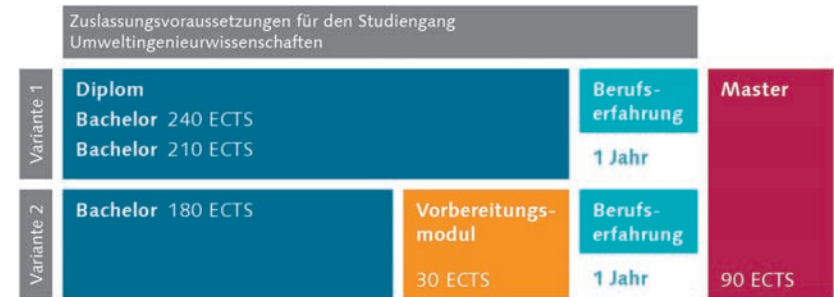 Zuslassungsvoraussetzungen für den Studiengang
Umweltingenieurwissenschaften
Variante 1
Diplom
Bachelor 240 ECTS
Bachelor 210 ECTS
Berufs-
erfahrung
1 Jahr
Master
Variante 2
Bachelor 180 ECTS
Vorbereitungs-
modul
30 ECTS
Berufs-
erfahrung
1 Jahr
90 ECTS